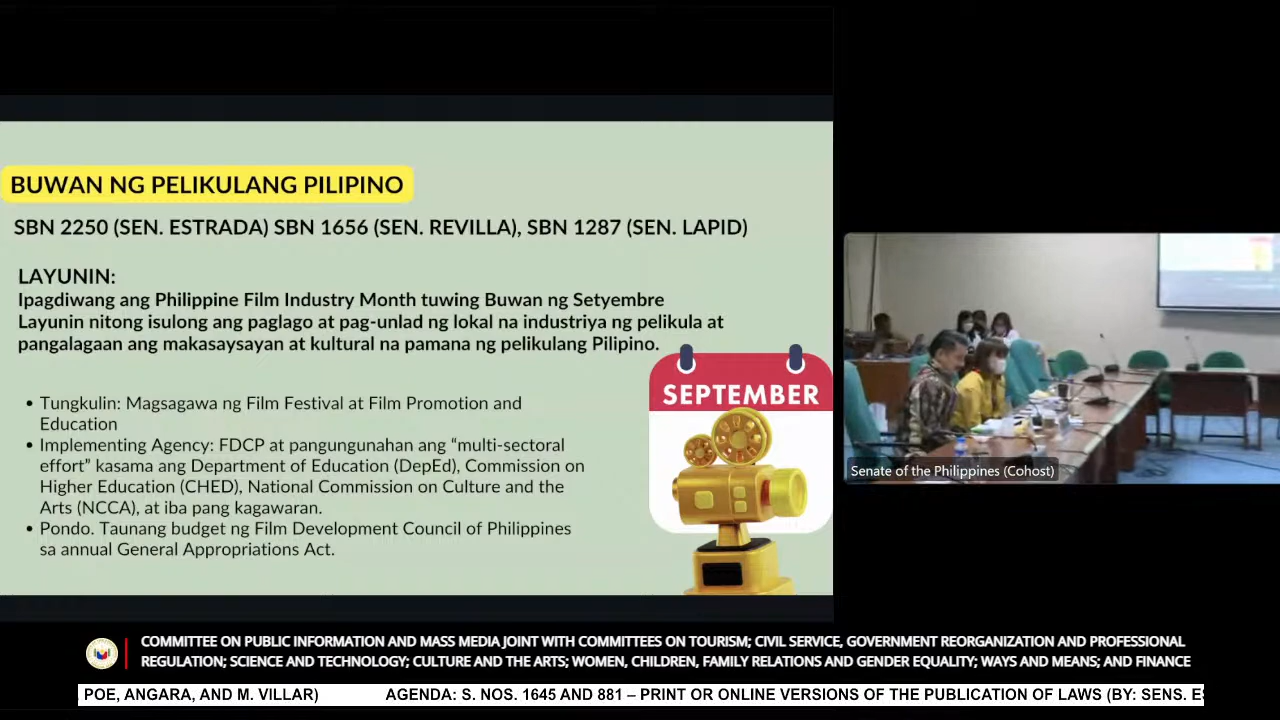 BUWAN NG PELIKULANG PILIPINO
SBN 2250 (SEN. ESTRADA) SBN 1656 (SEN. REVILLA), SBN 1287 (SEN. LAPID)
LAYUNIN:
Ipagdiwang ang Philippine Film Industry Month tuwing Buwan ng Setyembre
Layunin nitong isulong ang paglago at pag-unlad ng lokal na industriya ng pelikula at
pangalagaan ang makasaysayan at kultural na pamana ng pelikulang Pilipino.
SEPTEMBER
• Tungkulin: Magsagawa ng Film Festival at Film Promotion and
Education
• Implementing Agency: FDCP at pangungunahan ang “multi-sectoral
effort” kasama ang Department of Education (DepEd), Commission on
Higher Education (CHED), National Commission on Culture and the
Arts (NCCA), at iba pang kagawaran.
• Pondo. Taunang budget ng Film Development Council of Philippines
sa annual General Appropriations Act.
Senate of the Philippines (Cohost)
COMMITTEE ON PUBLIC INFORMATION AND MASS MEDIA JOINT WITH COMMITTEES ON TOURISM; CIVIL SERVICE, GOVERNMENT REORGANIZATION AND PROFESSIONAL
REGULATION; SCIENCE AND TECHNOLOGY; CULTURE AND THE ARTS; WOMEN, CHILDREN, FAMILY RELATIONS AND GENDER EQUALITY; WAYS AND MEANS; AND FINANCE
POE, ANGARA, AND M. VILLAR) AGENDA: S. NOS. 1645 AND 881 – PRINT OR ONLINE VERSIONS OF THE PUBLICATION OF LAWS (BY: SENS. ES